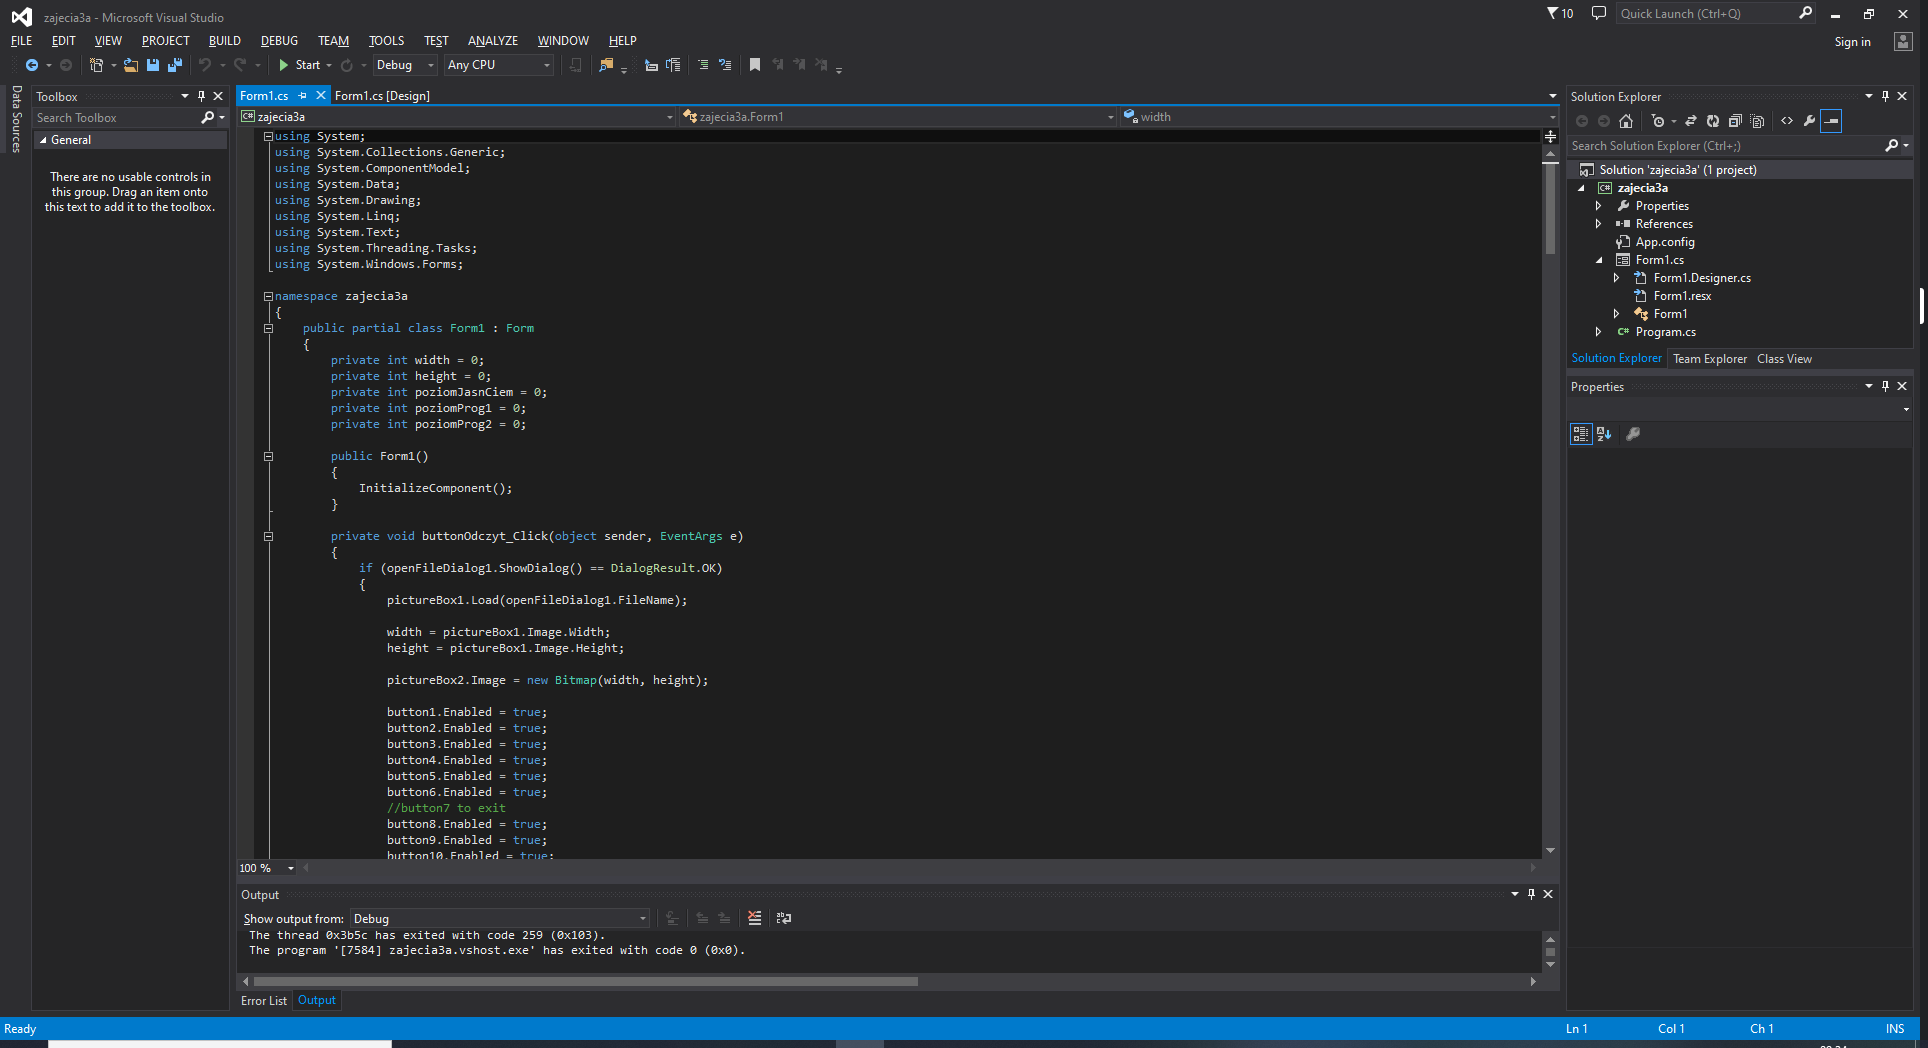 zajecia3a - Microsoft Visual Studio
10
Quick Launch (Ctrl+Q)
FILE EDIT VIEW PROJECT BUILD DEBUG TEAM TOOLS TEST ANALYZE WINDOW HELP
Sign in
Start Debug Any CPU
Data Sources
Toolbox
Search Toolbox
General
There are no usable controls in
this group. Drag an item onto
this text to add it to the toolbox.
Form1.cs Form1.cs [Design]
zajecia3a zajecia3a.Form1 width
using System;
using System.Collections.Generic;
using System.ComponentModel;
using System.Data;
using System.Drawing;
using System.Linq;
using System.Text;
using System.Threading.Tasks;
using System.Windows.Forms;
namespace zajecia3a
{
public partial class Form1 : Form
{
private int width = 0;
private int height = 0;
private int poziomJasnCiem = 0;
private int poziomProg1 = 0;
private int poziomProg2 = 0;
public Form1()
{
InitializeComponent();
}
private void buttonOdczyt_Click(object sender, EventArgs e)
{
if (openFileDialog1.ShowDialog() == DialogResult.OK)
{
pictureBox1.Load(openFileDialog1.FileName);
width = pictureBox1.Image.Width;
height = pictureBox1.Image.Height;
pictureBox2.Image = new Bitmap(width, height);
button1.Enabled = true;
button2.Enabled = true;
button3.Enabled = true;
button4.Enabled = true;
button5.Enabled = true;
button6.Enabled = true;
//button7 to exit
button8.Enabled = true;
button9.Enabled = true;
button10.Enabled = true;
100 %
Output
Show output from: Debug
The thread 0x3b5c has exited with code 259 (0x103).
The program '[7584] zajecia3a.vshost.exe' has exited with code 0 (0x0).
Error List Output
Solution Explorer
Search Solution Explorer (Ctrl+;)
Solution 'zajecia3a' (1 project)
C# zajecia3a
Properties
References
App.config
Form1.cs
Form1.Designer.cs
Form1.resx
Form1
C# Program.cs
Solution Explorer Team Explorer Class View
Properties
Ready Ln 1 Col 1 Ch 1 INS